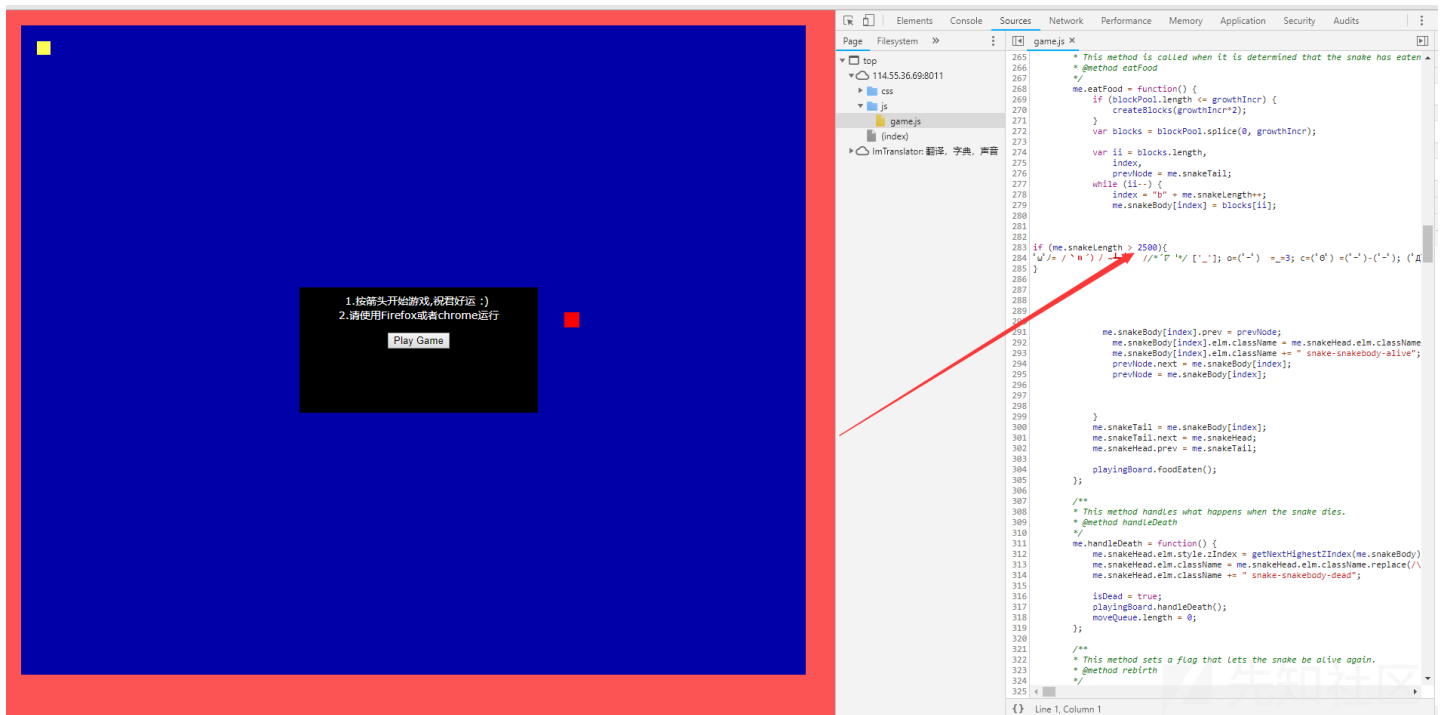 Elements Console Sources Network Performance Memory Application Security Audits
Page Filesystem »
game.js ×
top
114.55.36.69:8011
css
js
game.js
(index)
ImTranslator: 翻译，字典，声音
1.按箭头开始游戏,祝君好运 :)
2.请使用Firefox或者chrome运行
Play Game
265 * This method is called when it is determined that the snake has eaten
266 * @method eatFood
267 */
268 me.eatFood = function() {
269 if (blockPool.length <= growthIncr) {
270 createBlocks(growthIncr*2);
271 }
272 var blocks = blockPool.splice(0, growthIncr);
273
274 var ii = blocks.length,
275 index,
276 prevNode = me.snakeTail;
277 while (ii--) {
278 index = "b" + me.snakeLength++;
279 me.snakeBody[index] = blocks[ii];
280
281
282
283 if (me.snakeLength > 2500){
284 ﾟωﾟﾉ= /｀ｍ´）ﾉ ~┻━┻ //*´∇｀*/ ['_']; o=(ﾟｰﾟ) =_=3; c=(ﾟΘﾟ) =(ﾟｰﾟ)-(ﾟｰﾟ); (ﾟДﾟ
285 }
286
287
288
289
290
291 me.snakeBody[index].prev = prevNode;
292 me.snakeBody[index].elm.className = me.snakeHead.elm.className
293 me.snakeBody[index].elm.className += " snake-snakebody-alive";
294 prevNode.next = me.snakeBody[index];
295 prevNode = me.snakeBody[index];
296
297
298
299 }
300 me.snakeTail = me.snakeBody[index];
301 me.snakeTail.next = me.snakeHead;
302 me.snakeHead.prev = me.snakeTail;
303
304 playingBoard.foodEaten();
305 };
306
307 /**
308 * This method handles what happens when the snake dies.
309 * @method handleDeath
310 */
311 me.handleDeath = function() {
312 me.snakeHead.elm.style.zIndex = getNextHighestZIndex(me.snakeBody)
313 me.snakeHead.elm.className = me.snakeHead.elm.className.replace(/\
314 me.snakeHead.elm.className += " snake-snakebody-dead";
315
316 isDead = true;
317 playingBoard.handleDeath();
318 moveQueue.length = 0;
319 };
320
321 /**
322 * This method sets a flag that lets the snake be alive again.
323 * @method rebirth
324 */
325
{} Line 1, Column 1
先知社区